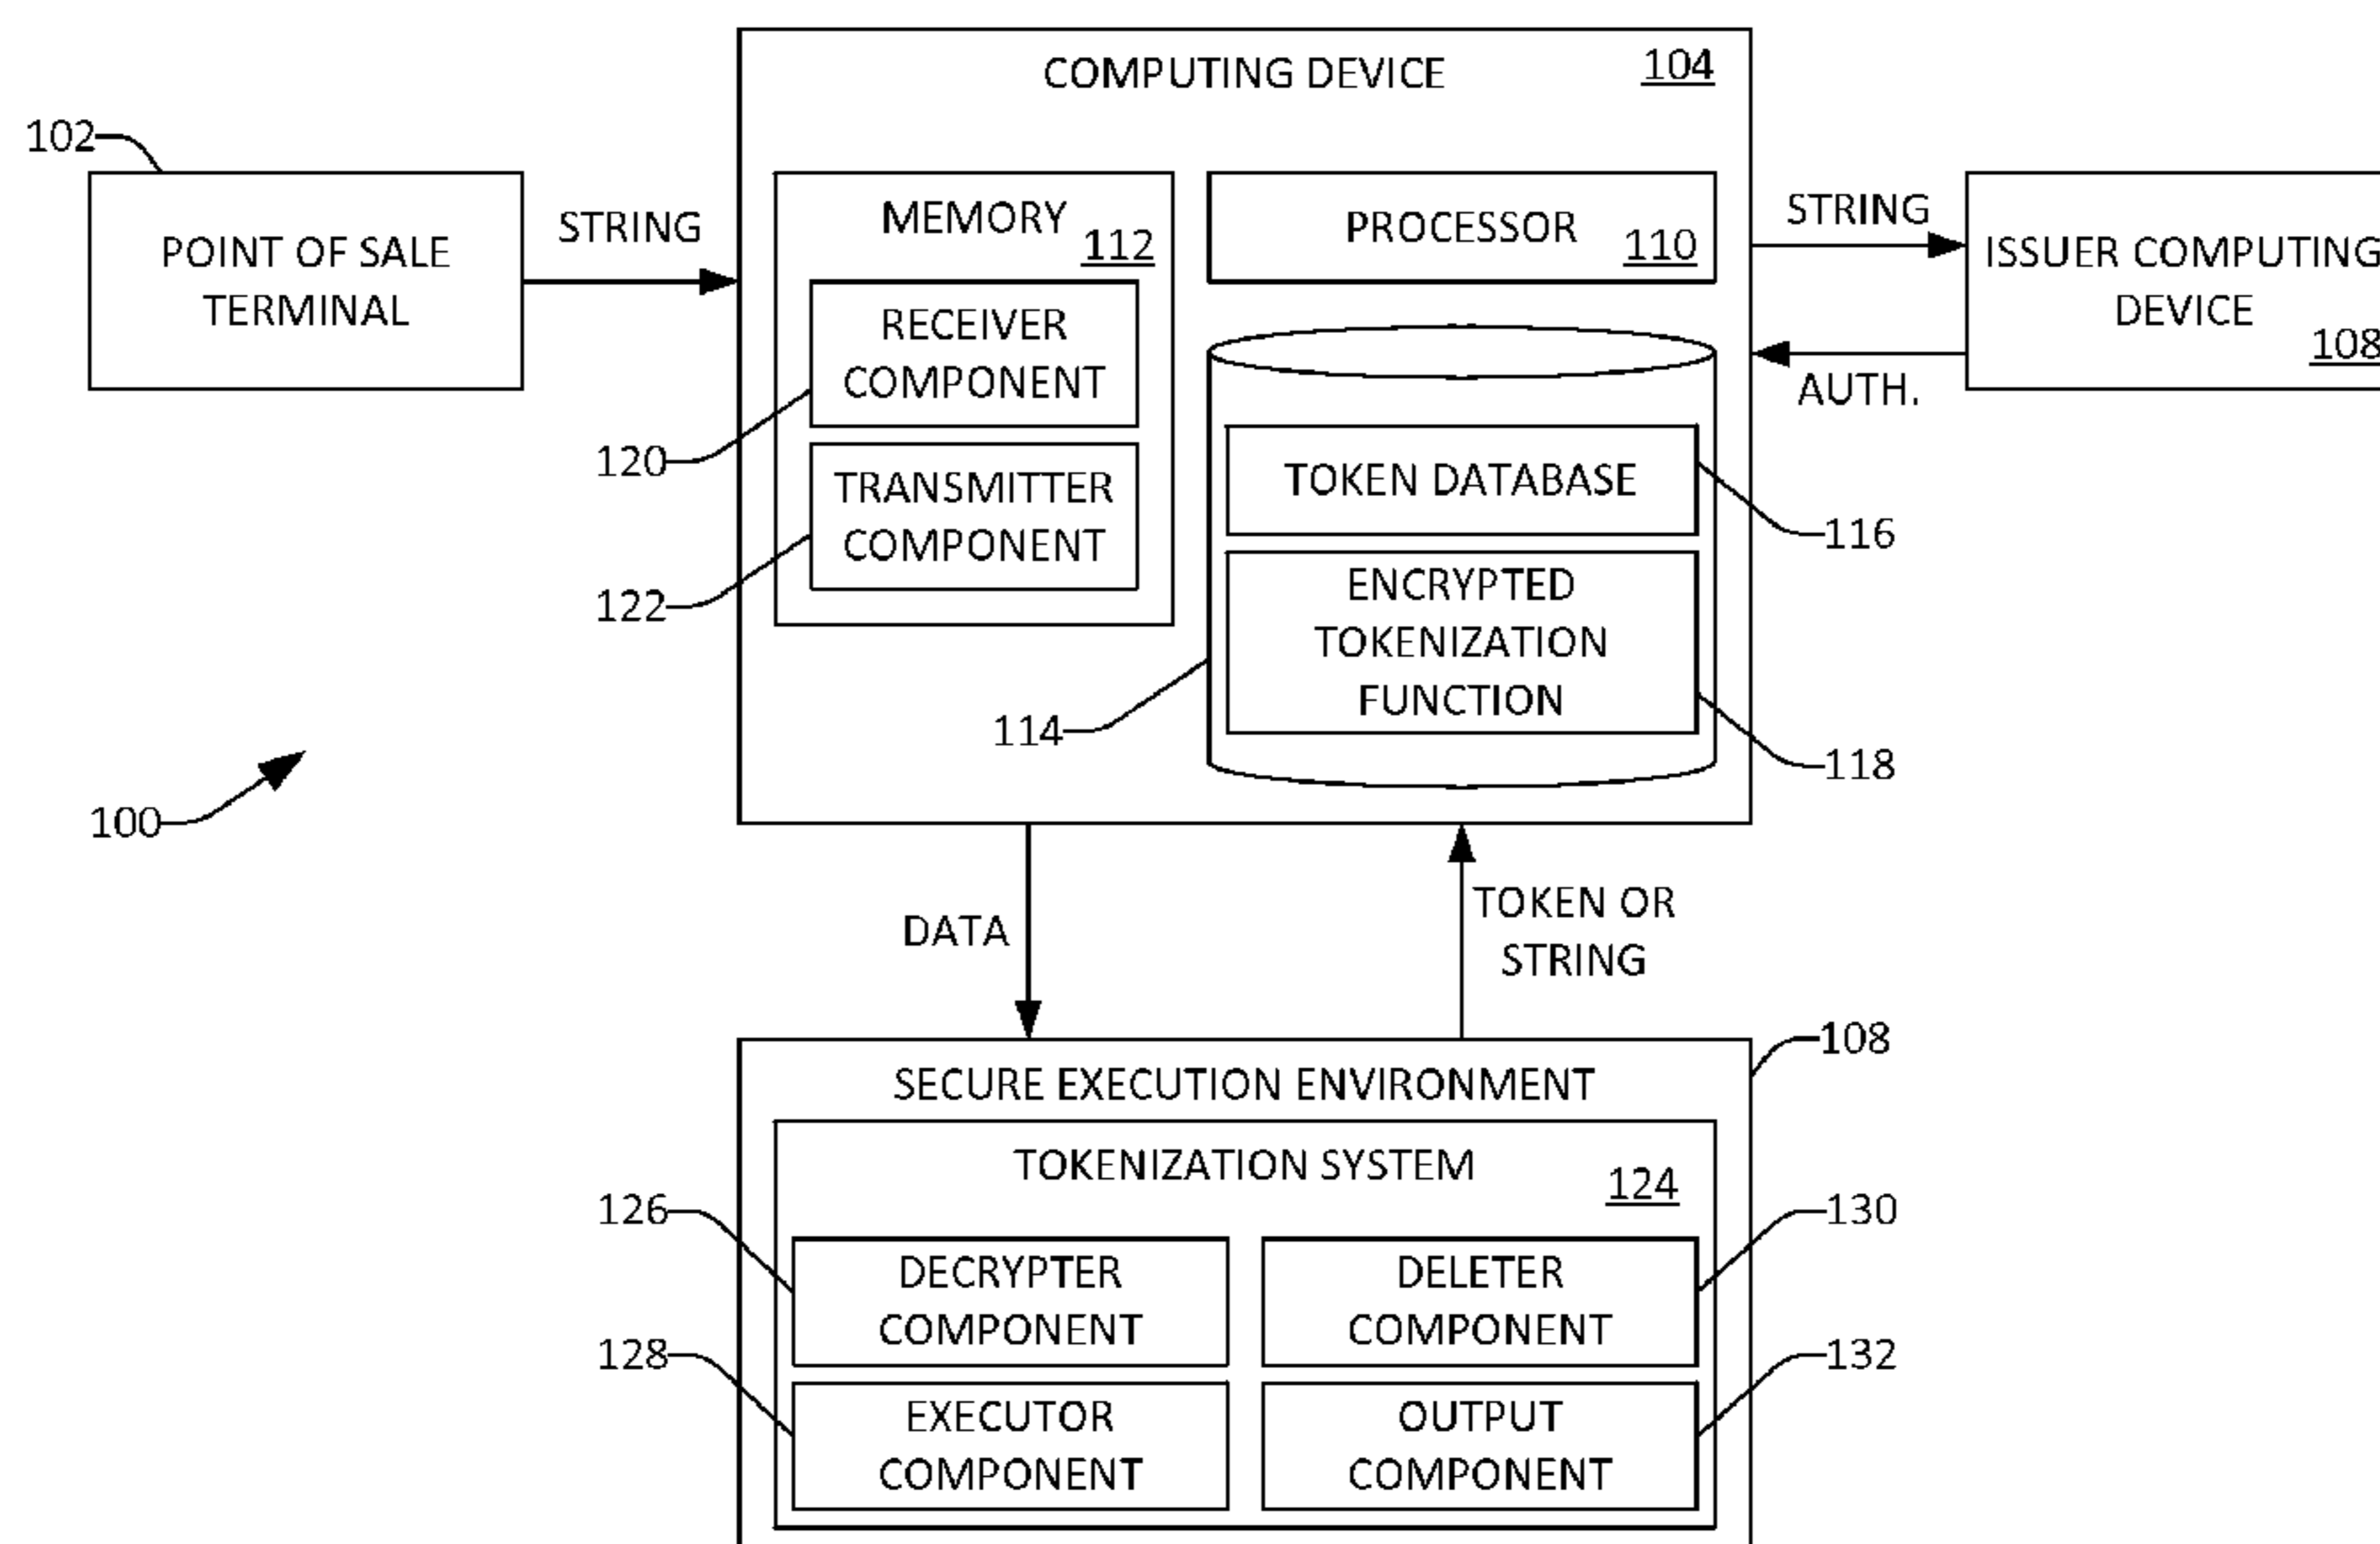 COMPUTING DEVICE
104
102
POINT OF SALE
TERMINAL
STRING
MEMORY
112
RECEIVER
COMPONENT
120
TRANSMITTER
COMPONENT
122
PROCESSOR
110
TOKEN DATABASE
116
ENCRYPTED
TOKENIZATION
FUNCTION
114
118
STRING
AUTH.
ISSUER COMPUTING
DEVICE
108
100
DATA
TOKEN OR
STRING
108
SECURE EXECUTION ENVIRONMENT
TOKENIZATION SYSTEM
124
126
DECRYPTER
COMPONENT
DELETER
COMPONENT
130
128
EXECUTOR
COMPONENT
OUTPUT
COMPONENT
132